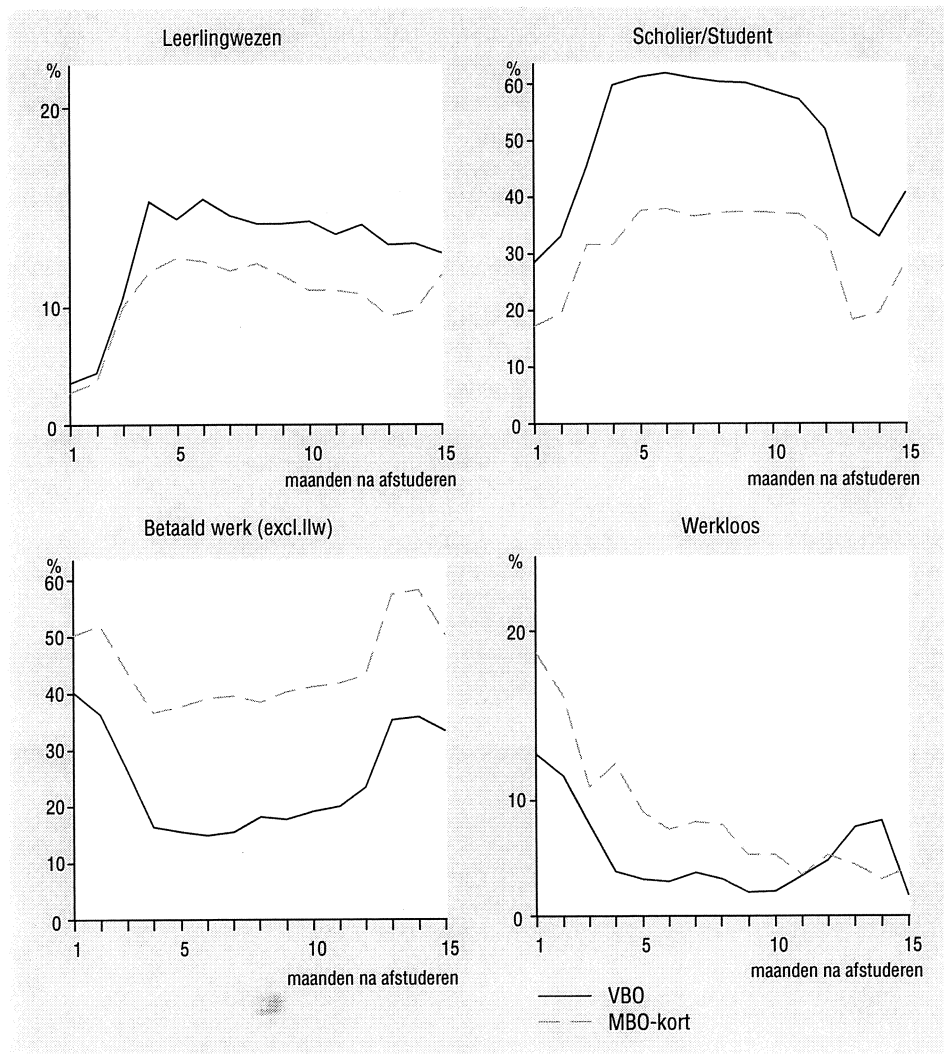 Leerlingwezen
%
20
10
0
1 5 10 15
maanden na afstuderen
Scholier/Student
%
60
50
40
30
20
10
0
1 5 10 15
maanden na afstuderen
Betaald werk (excl.llw)
%
60
50
40
30
20
10
0
1 5 10 15
maanden na afstuderen
Werkloos
%
20
10
0
1 5 10 15
maanden na afstuderen
VBO
MBO-kort